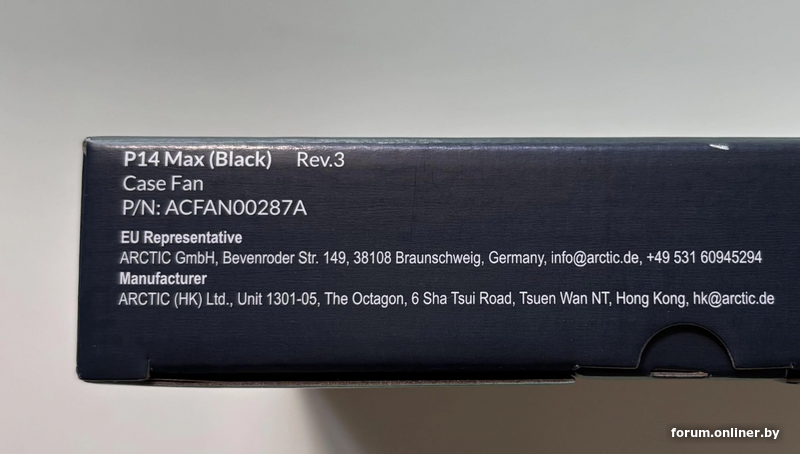 P14 Max (Black) Rev.3
Case Fan
P/N: ACFAN00287A
EU Representative
ARCTIC GmbH, Bevenroder Str. 149, 38108 Braunschweig, Germany, info@arctic.de, +49 531 60945294
Manufacturer
ARCTIC (HK) Ltd., Unit 1301-05, The Octagon, 6 Sha Tsui Road, Tsuen Wan NT, Hong Kong, hk@arctic.de
forum.onliner.by